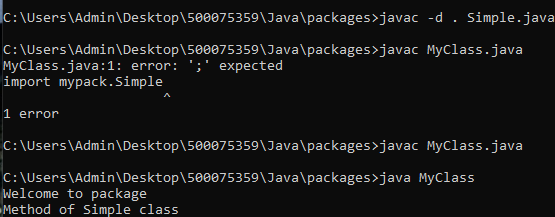 C:\Users\Admin\Desktop\500075359\Java\packages>javac -d . Simple.java
C:\Users\Admin\Desktop\500075359\Java\packages>javac MyClass.java
MyClass.java:1: error: ';' expected
import mypack.Simple
^
1 error
C:\Users\Admin\Desktop\500075359\Java\packages>javac MyClass.java
C:\Users\Admin\Desktop\500075359\Java\packages>java MyClass
Welcome to package
Method of Simple class